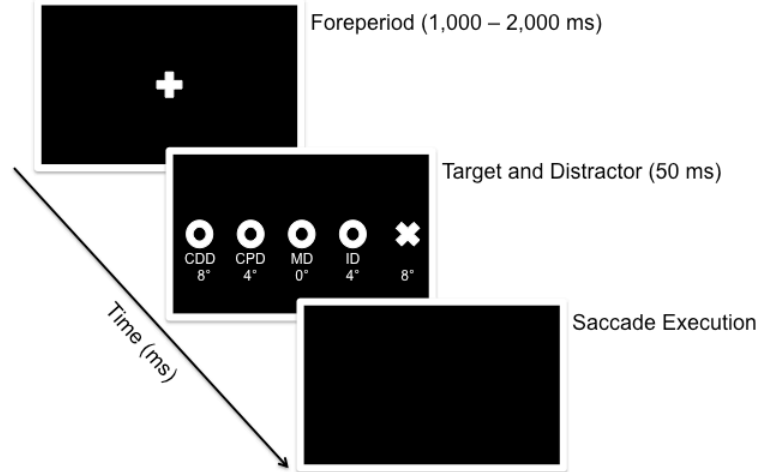 Foreperiod (1,000 – 2,000 ms)
Target and Distractor (50 ms)
CDD CPD MD ID
8° 4° 0° 4° 8°
Saccade Execution
Time (ms)